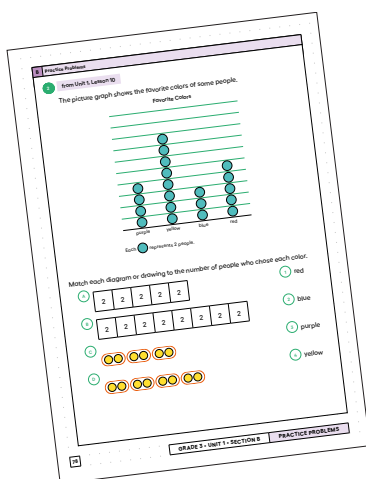 B Practice Problems
2 from Unit 1, Lesson 10
The picture graph shows the favorite colors of some people.
Favorite Colors
purple yellow blue red
Each represents 2 people.
Match each diagram or drawing to the number of people who chose each color.
A 2 2 2 2 2
B 2 2 2 2 2 2 2 2
C
D
1 red
2 blue
3 purple
4 yellow
78 GRADE 3 • UNIT 1 • SECTION B PRACTICE PROBLEMS